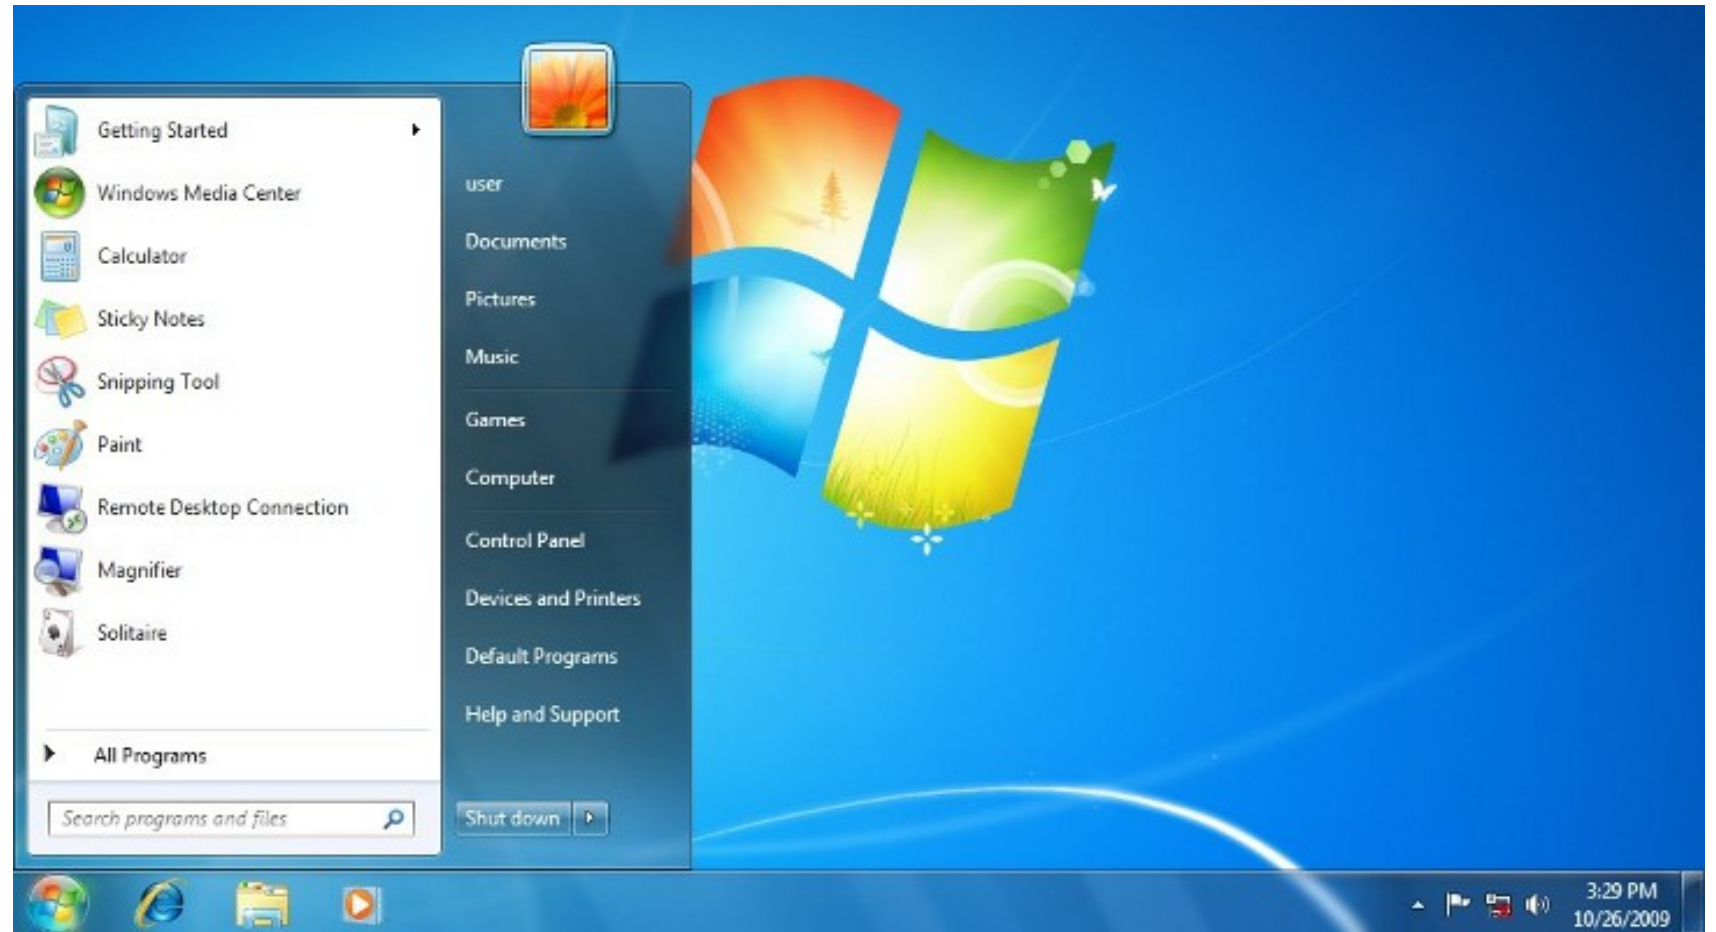 Getting Started
Windows Media Center
Calculator
Sticky Notes
Snipping Tool
Paint
Remote Desktop Connection
Magnifier
Solitaire
All Programs
Search programs and files
user
Documents
Pictures
Music
Games
Computer
Control Panel
Devices and Printers
Default Programs
Help and Support
Shut down
3:29 PM
10/26/2009